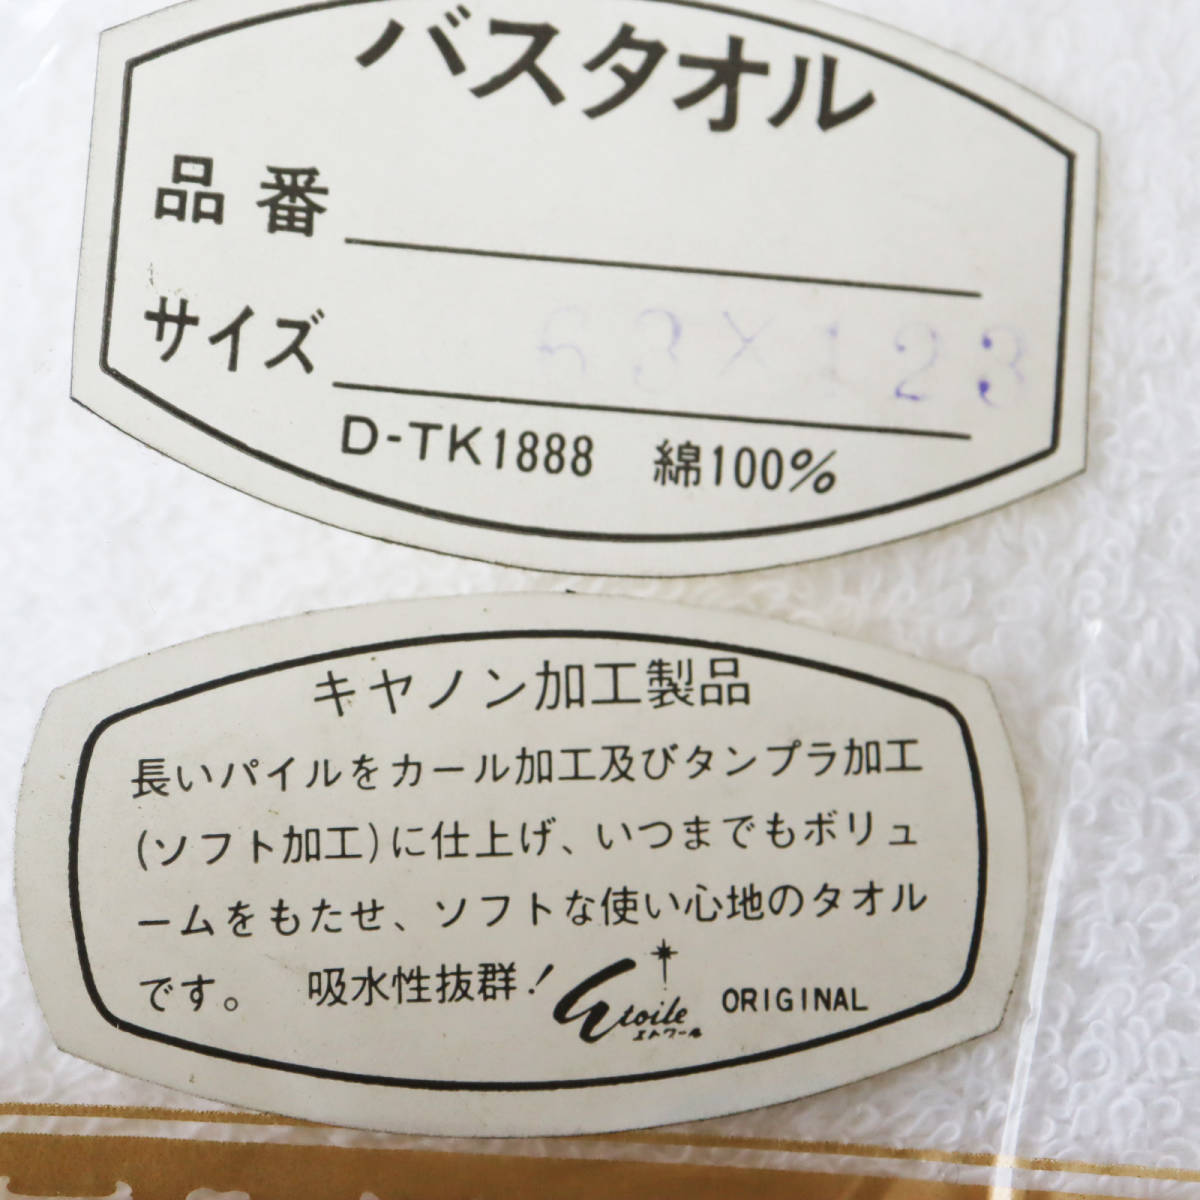 バスタオル
品番
サイズ 63×123
D-TK1888 綿100%
キヤノン加工製品
長いパイルをカール加工及びタンプラ加工
(ソフト加工)に仕上げ、いつまでもボリュ
ームをもたせ、ソフトな使い心地のタオル
です。 吸水性抜群! Etoile ORIGINAL
エトワール